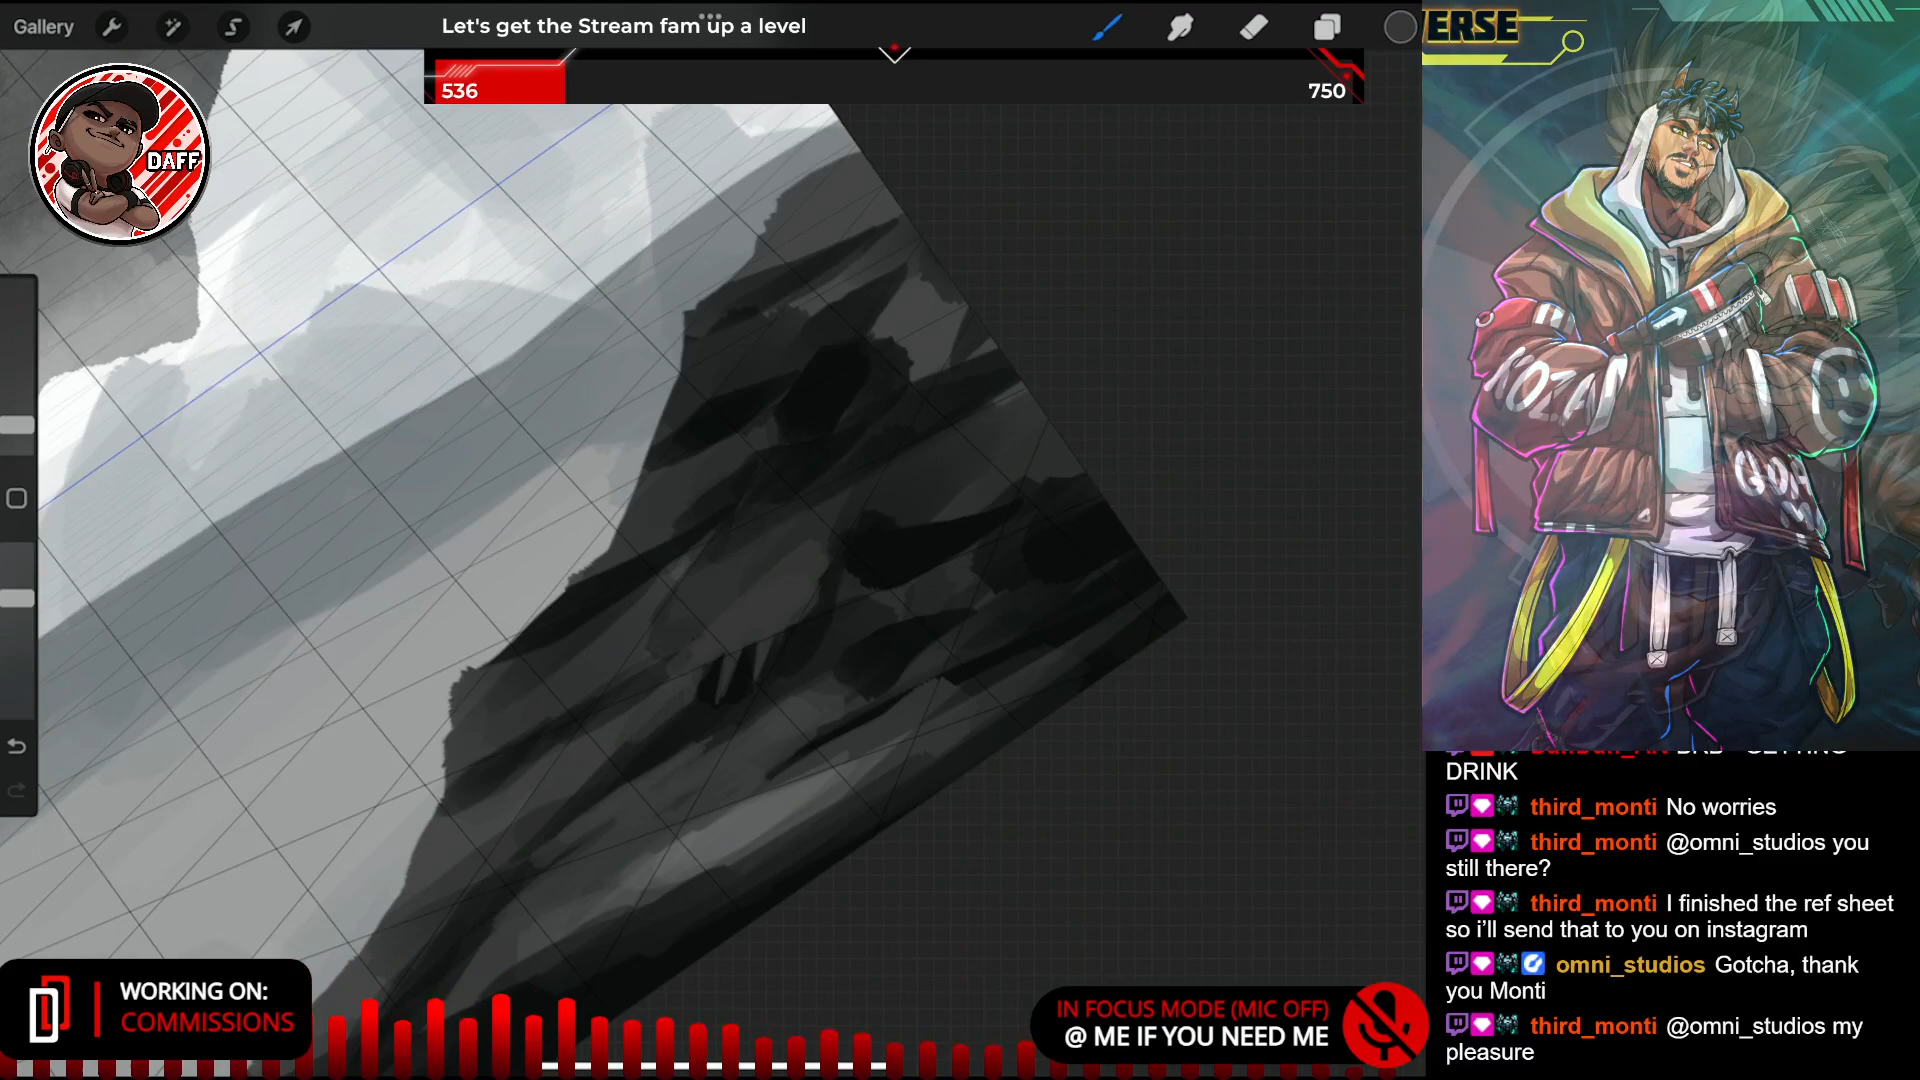 Gallery
Let's get the Stream fam up a level
536
750
DAFF
VERSE
KOZAN
DRINK
third_monti No worries
third_monti @omni_studios you
still there?
third_monti I finished the ref sheet
so i'll send that to you on instagram
omni_studios Gotcha, thank
you Monti
third_monti @omni_studios my
pleasure
WORKING ON:
COMMISSIONS
IN FOCUS MODE (MIC OFF)
@ ME IF YOU NEED ME